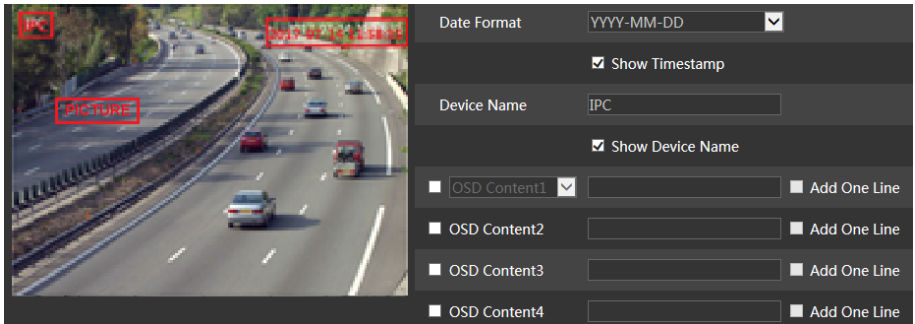 IPC
PICTURE
Date Format
YYYY-MM-DD
Show Timestamp
Device Name
IPC
Show Device Name
OSD Content1
Add One Line
OSD Content2
Add One Line
OSD Content3
Add One Line
OSD Content4
Add One Line